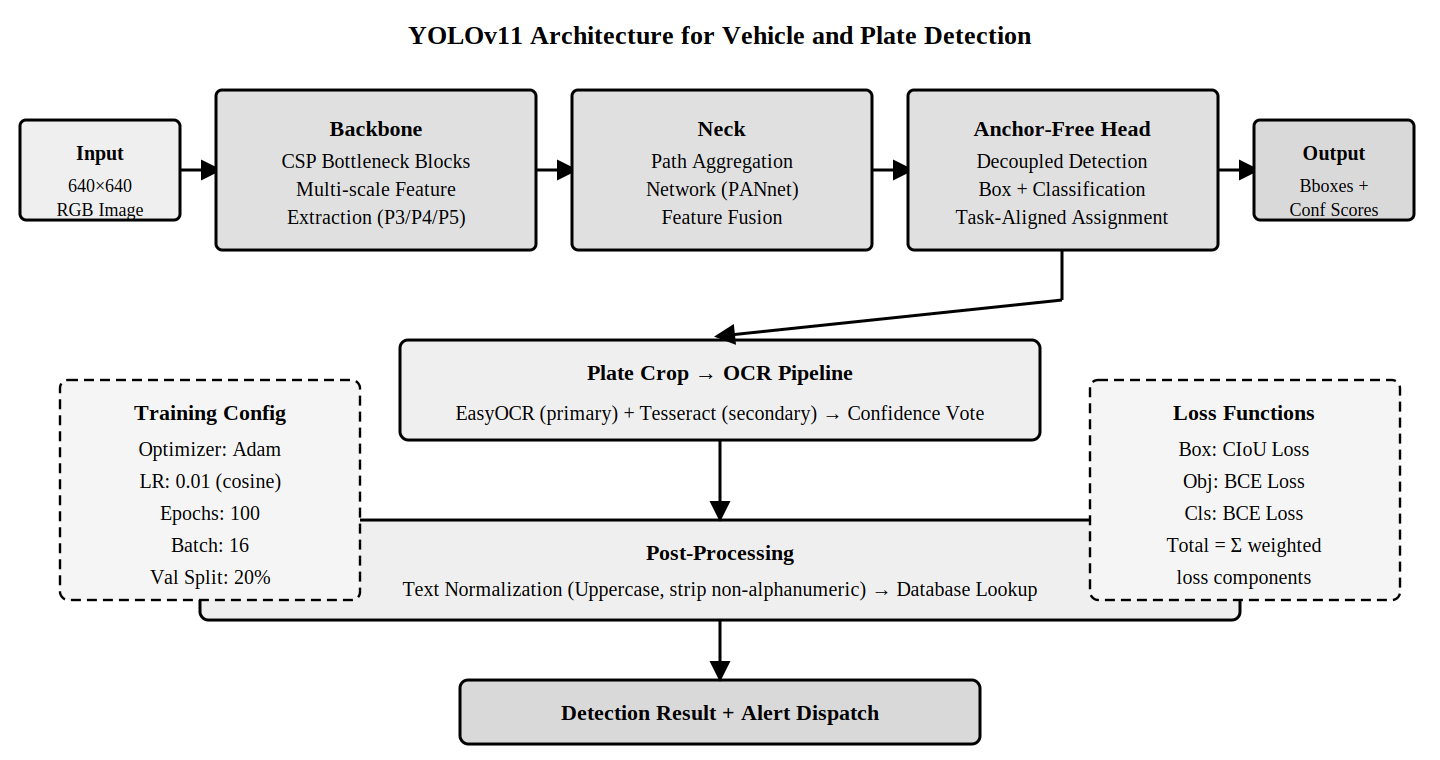 YOLOv11 Architecture for Vehicle and Plate Detection
Input
640×640
RGB Image
Backbone
CSP Bottleneck Blocks
Multi-scale Feature
Extraction (P3/P4/P5)
Neck
Path Aggregation
Network (PANnet)
Feature Fusion
Anchor-Free Head
Decoupled Detection
Box + Classification
Task-Aligned Assignment
Output
Bboxes +
Conf Scores
Plate Crop → OCR Pipeline
EasyOCR (primary) + Tesseract (secondary) → Confidence Vote
Training Config
Optimizer: Adam
LR: 0.01 (cosine)
Epochs: 100
Batch: 16
Val Split: 20%
Loss Functions
Box: CIoU Loss
Obj: BCE Loss
Cls: BCE Loss
Total = Σ weighted
loss components
Post-Processing
Text Normalization (Uppercase, strip non-alphanumeric) → Database Lookup
Detection Result + Alert Dispatch